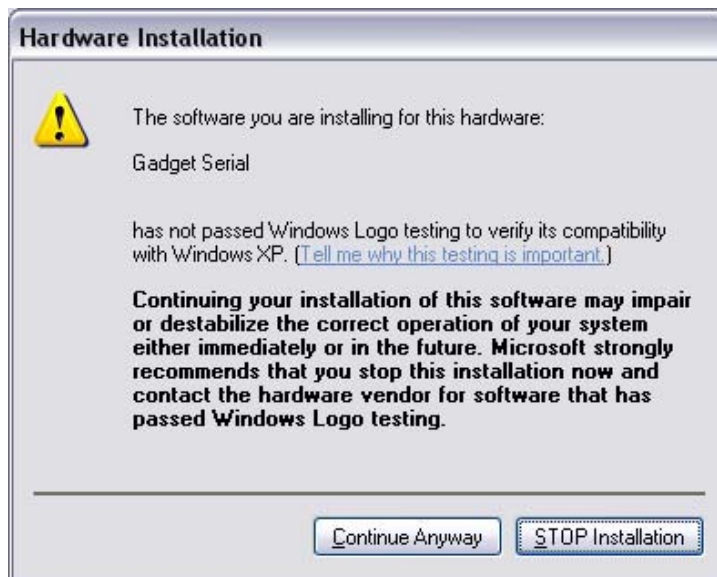 Hardware Installation
The software you are installing for this hardware:
Gadget Serial
has not passed Windows Logo testing to verify its compatibility
with Windows XP. (Tell me why this testing is important.)
Continuing your installation of this software may impair
or destabilize the correct operation of your system
either immediately or in the future. Microsoft strongly
recommends that you stop this installation now and
contact the hardware vendor for software that has
passed Windows Logo testing.
Continue Anyway
STOP Installation